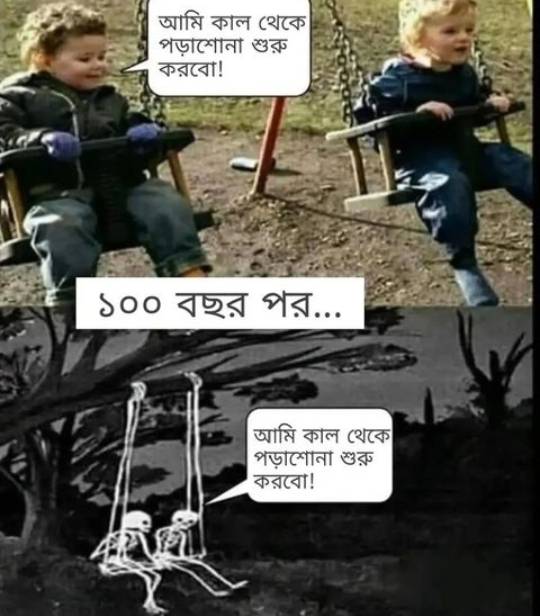 আমি কাল থেকে
পড়াশোনা শুরু
করবো!
১০০ বছর পর...
আমি কাল থেকে
পড়াশোনা শুরু
করবো!